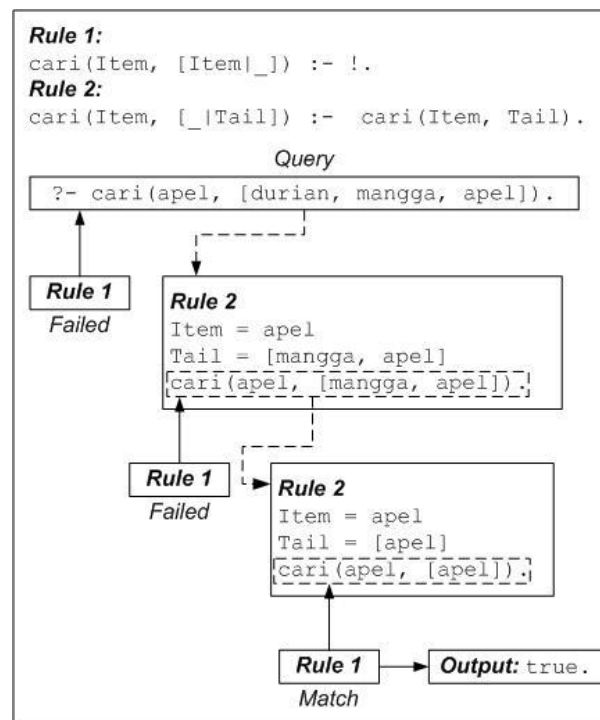 Rule 1:
cari(Item, [Item|_]) :- !.
Rule 2:
cari(Item, [_|Tail]) :- cari(Item, Tail).
Query
?- cari(apel, [durian, mangga, apel]).
Rule 1
Failed
Rule 2
Item = apel
Tail = [mangga, apel]
cari(apel, [mangga, apel]).
Rule 1
Failed
Rule 2
Item = apel
Tail = [apel]
cari(apel, [apel]).
Rule 1
Match
Output: true.